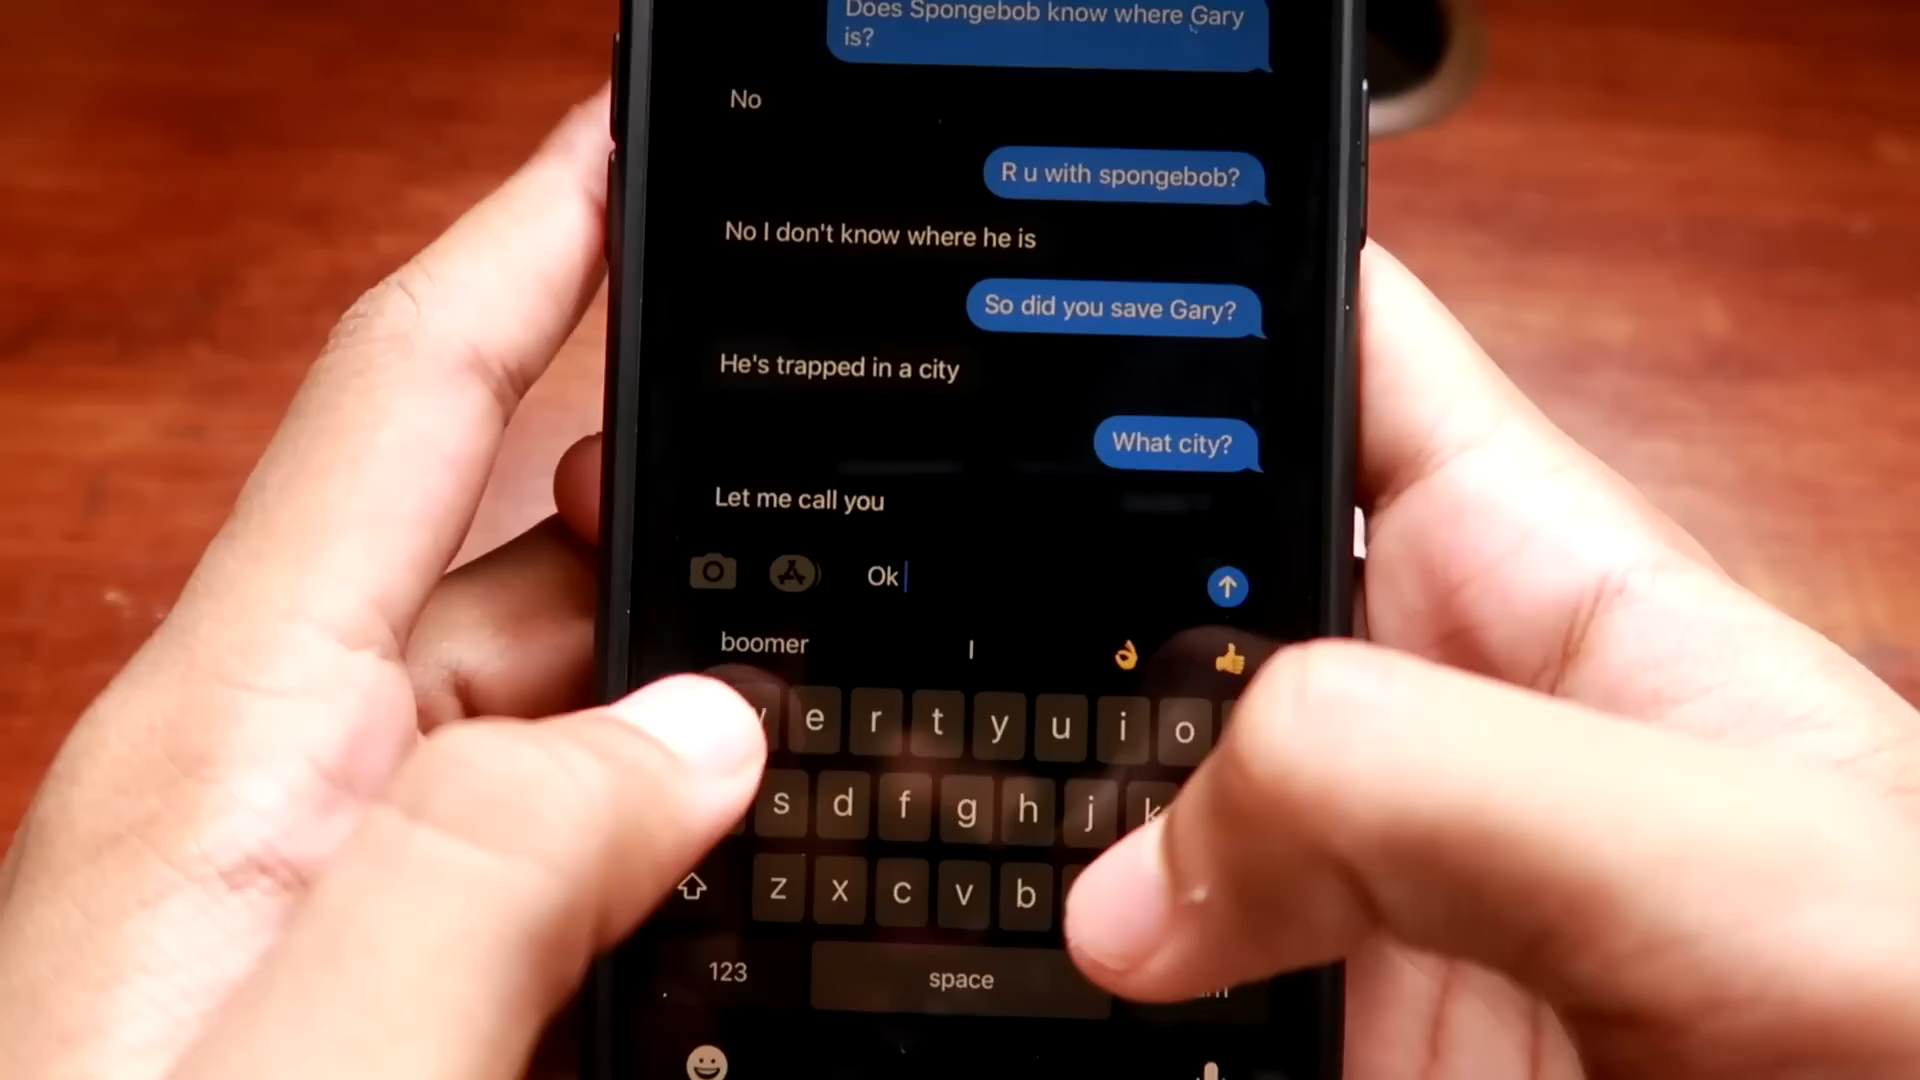 Does Spongebob know where Gary
is?
No
R u with spongebob?
No I don't know where he is
So did you save Gary?
He's trapped in a city
What city?
Let me call you
Ok
boomer I 👌 👍
e r t y u i o
s d f g h j k
z x c v b
123 space